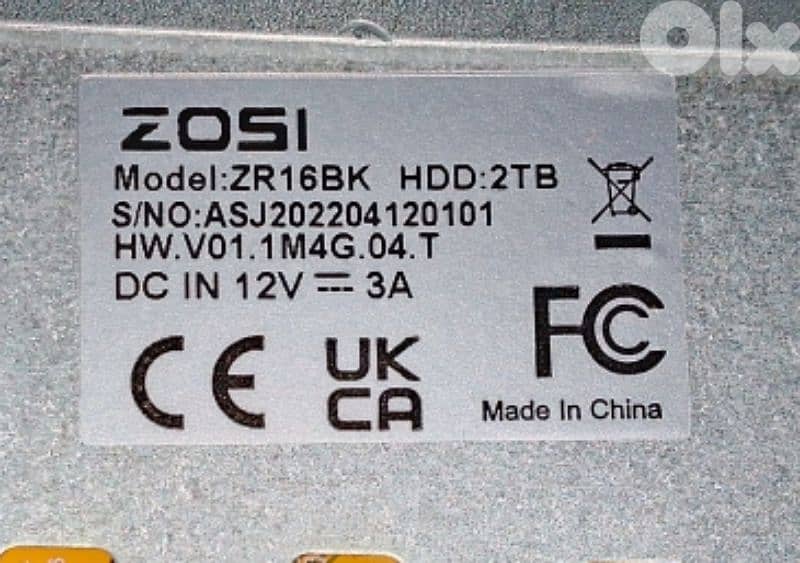 Olx
ZOSI
Model:ZR16BK HDD:2TB
S/NO:ASJ202204120101
HW.V01.1M4G.04.T
DC IN 12V ⎓ 3A
CE UK
CA
FC
Made In China